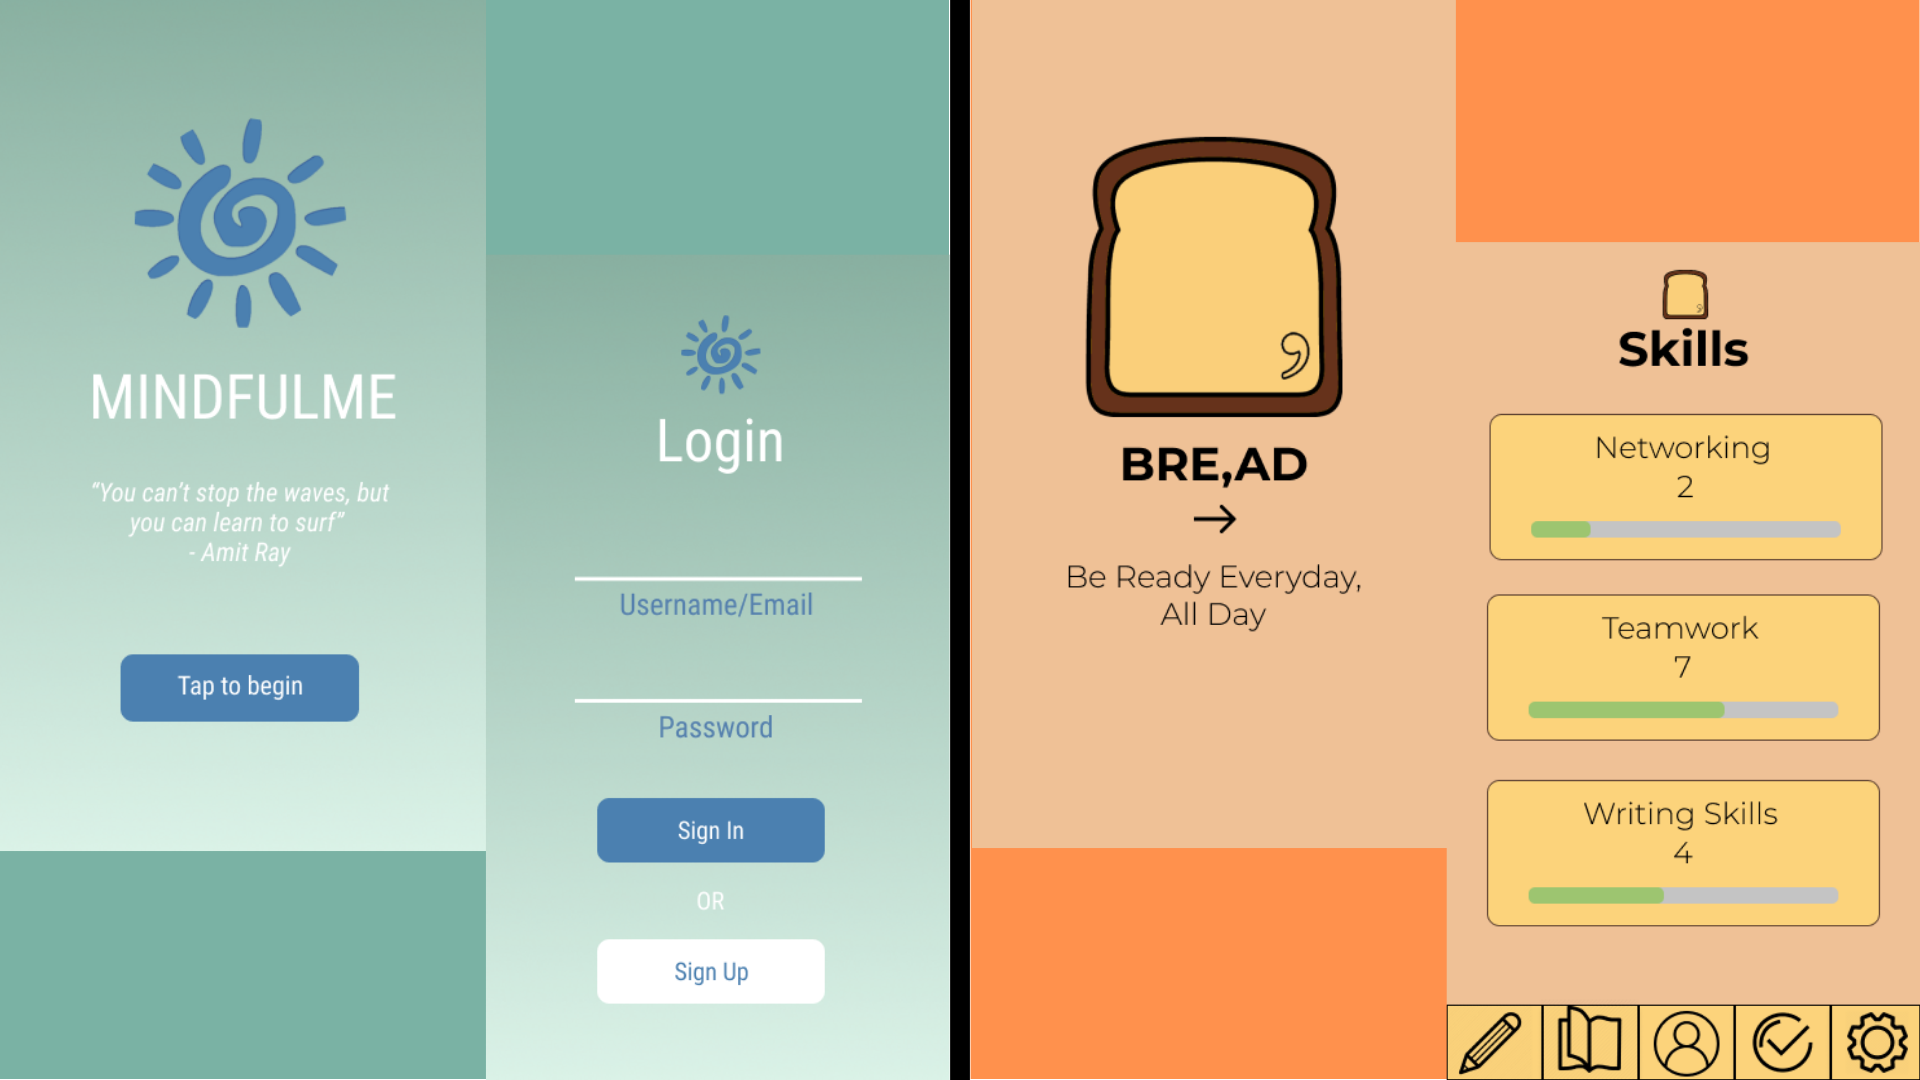 MINDFULME
“You can’t stop the waves, but
you can learn to surf”
- Amit Ray
Tap to begin
Login
Username/Email
Password
Sign In
OR
Sign Up
BRE,AD
Be Ready Everyday,
All Day
Skills
Networking
2
Teamwork
7
Writing Skills
4